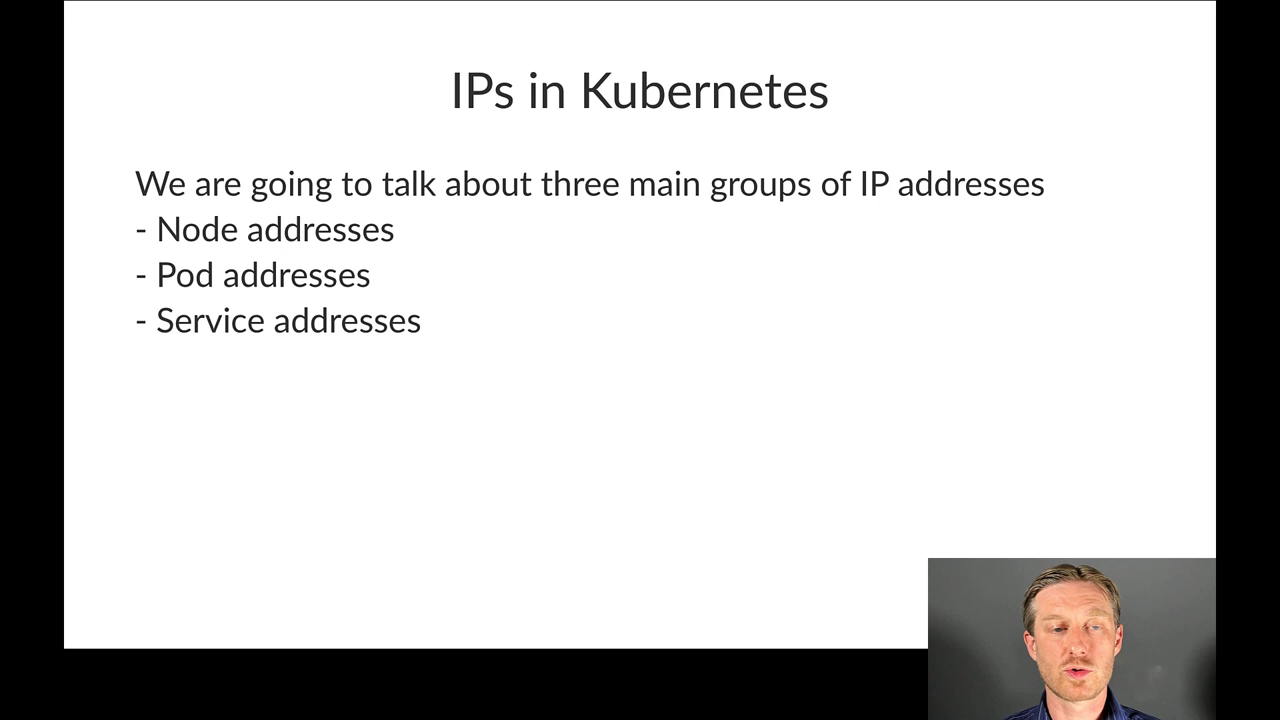 IPs in Kubernetes
We are going to talk about three main groups of IP addresses
- Node addresses
- Pod addresses
- Service addresses